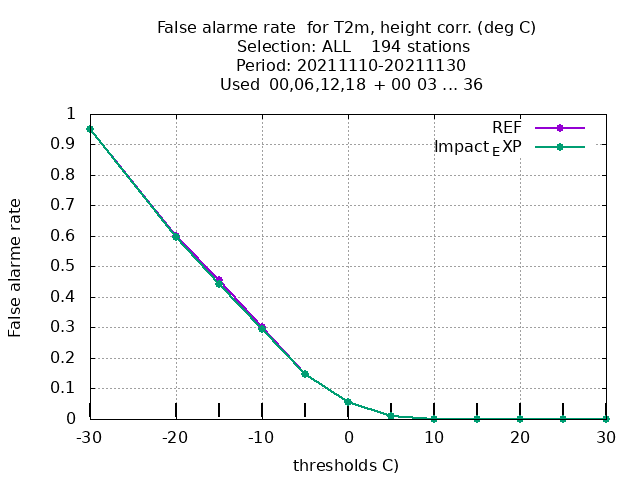 False alarme rate  for T2m, height corr. (deg C)
Selection: ALL    194 stations
Period: 20211110-20211130
Used  00,06,12,18  + 00 03 ... 36
REF
Impact_EXP
1
0.9
0.8
0.7
0.6
0.5
0.4
0.3
0.2
0.1
0
False alarme rate
-30 -20 -10 0 10 20 30
thresholds C)